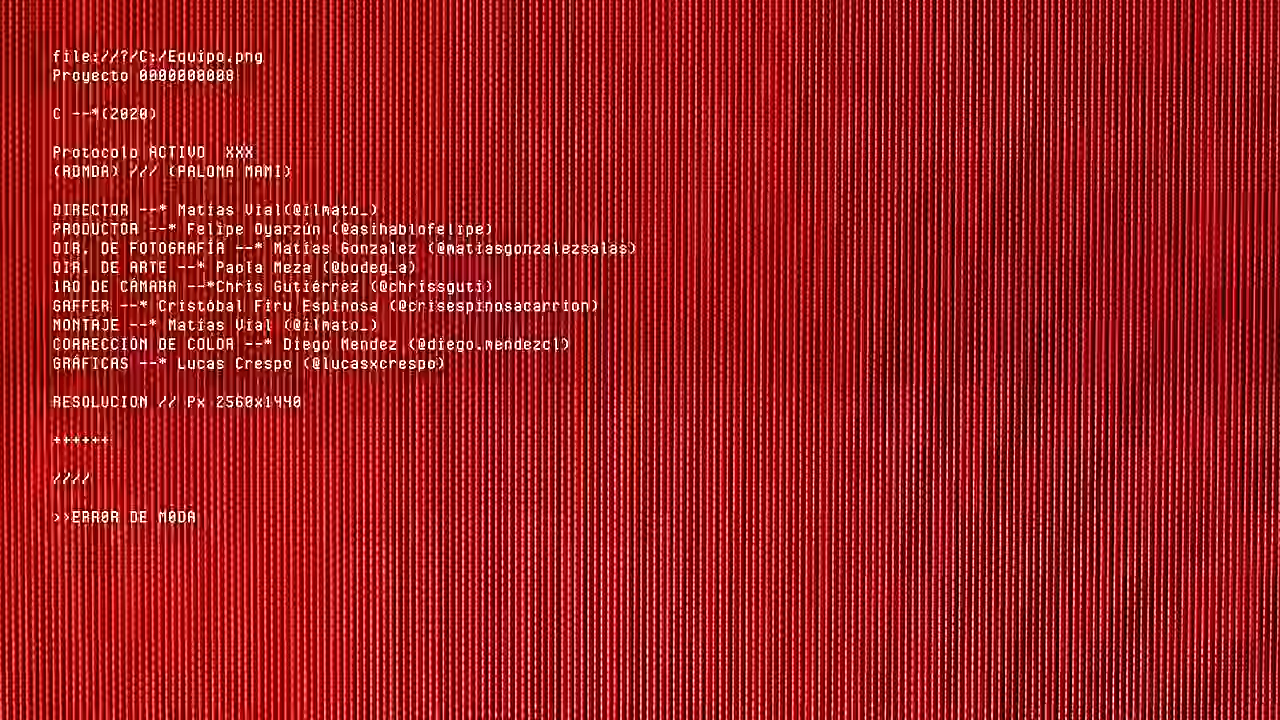 file://?/C:/Equipo.png
Proyecto 0000000008
C --*(2020)
Protocolo ACTIVO XXX
(ADMDA) /// (PALOMA MAMI)
DIRECTOR --* Matías Vial(@ilmato_)
PRODUCTOR --* Felipe Oyarzún (@asihablofelipe)
DIR. DE FOTOGRAFÍA --* Matías Gonzalez (@matiasgonzalezsalas)
DIR. DE ARTE --* Paola Meza (@bodeg_a)
1RO DE CÁMARA --*Chris Gutiérrez (@chrissguti)
GAFFER --* Cristóbal Firu Espinosa (@crisespinosacarrion)
MONTAJE --* Matías Vial (@ilmato_)
CORRECCIÓN DE COLOR --* Diego Mendez (@diego.mendezcl)
GRÁFICAS --* Lucas Crespo (@lucasxcrespo)
RESOLUCION // Px 2560x1440
++++++
////
>>ERR0R DE M0DA